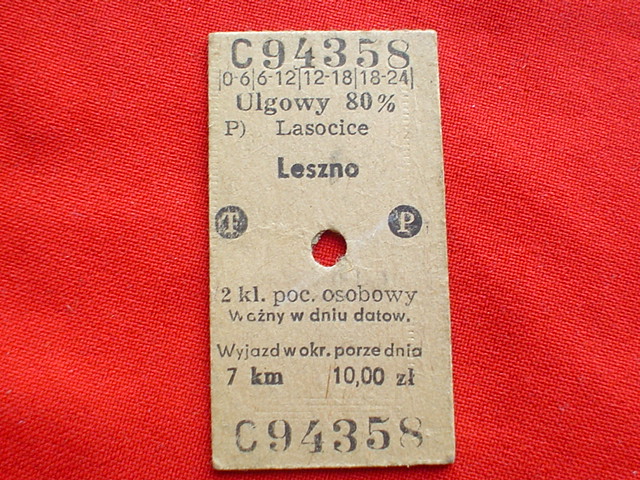 C94358
|0-6|6-12|12-18|18-24|
Ulgowy 80%
P) Lasocice
Leszno
T P
2 kl. poc. osobowy
Ważny w dniu datow.
Wyjazd w okr. porze dnia
7 km 10,00 zł
C94358